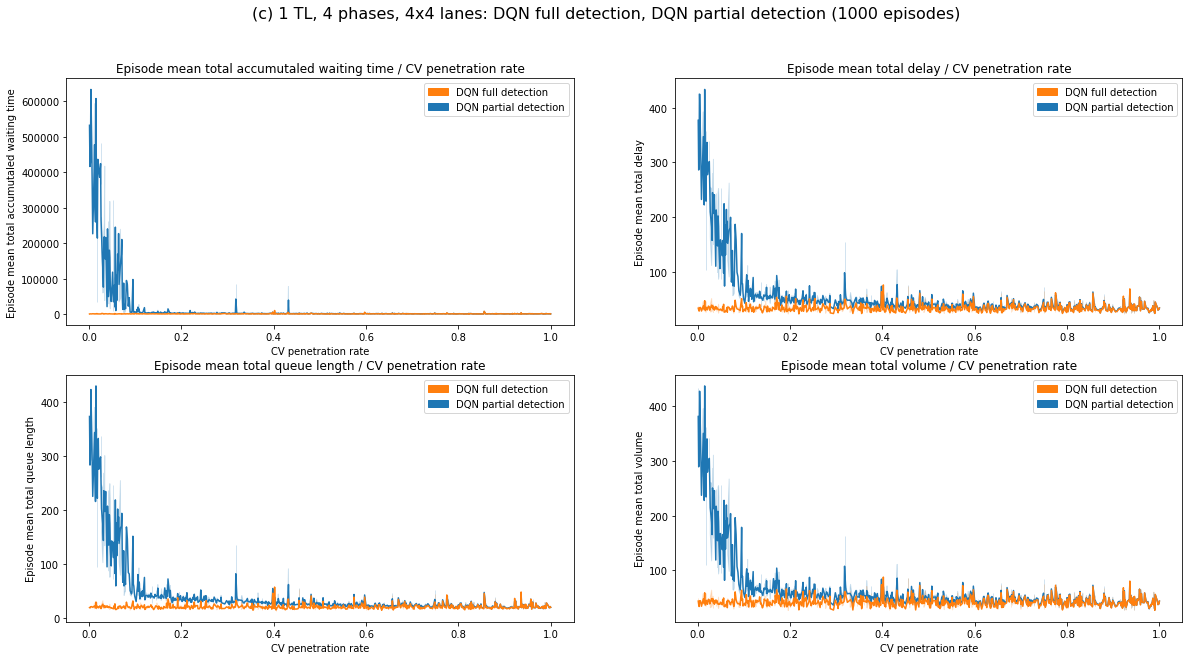 (c) 1 TL, 4 phases, 4x4 lanes: DQN full detection, DQN partial detection (1000 episodes)
Episode mean total accumutaled waiting time / CV penetration rate
Episode mean total accumutaled waiting time
600000
500000
400000
300000
200000
100000
0
DQN full detection
DQN partial detection
0.0 0.2 0.4 0.6 0.8 1.0
CV penetration rate
Episode mean total delay / CV penetration rate
Episode mean total delay
400
300
200
100
DQN full detection
DQN partial detection
0.0 0.2 0.4 0.6 0.8 1.0
CV penetration rate
Episode mean total queue length / CV penetration rate
Episode mean total queue length
400
300
200
100
0
DQN full detection
DQN partial detection
0.0 0.2 0.4 0.6 0.8 1.0
CV penetration rate
Episode mean total volume / CV penetration rate
Episode mean total volume
400
300
200
100
DQN full detection
DQN partial detection
0.0 0.2 0.4 0.6 0.8 1.0
CV penetration rate